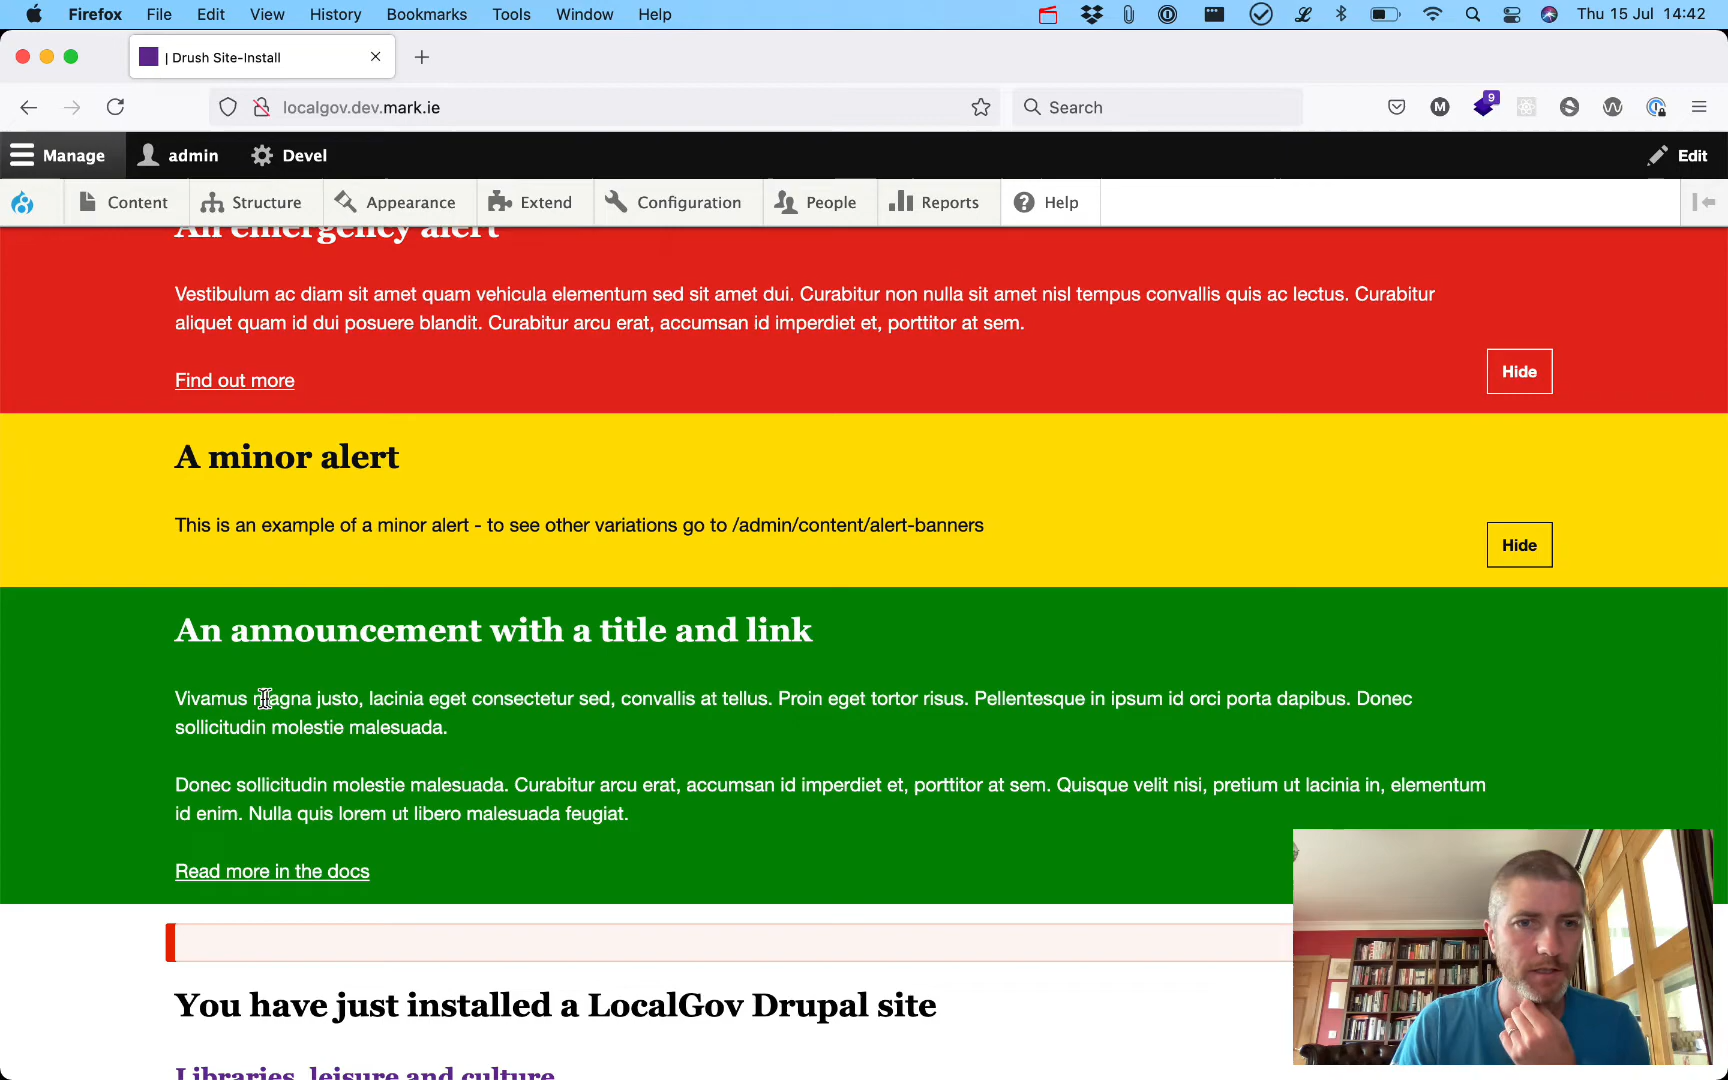 Firefox File Edit View History Bookmarks Tools Window Help Thu 15 Jul 14:42
| Drush Site-Install
localgov.dev.mark.ie
Search
M
9
Manage admin Devel Edit
Content Structure Appearance Extend Configuration People Reports Help
An emergency alert
Vestibulum ac diam sit amet quam vehicula elementum sed sit amet dui. Curabitur non nulla sit amet nisl tempus convallis quis ac lectus. Curabitur
aliquet quam id dui posuere blandit. Curabitur arcu erat, accumsan id imperdiet et, porttitor at sem.
Find out more
Hide
A minor alert
This is an example of a minor alert - to see other variations go to /admin/content/alert-banners
Hide
An announcement with a title and link
Vivamus magna justo, lacinia eget consectetur sed, convallis at tellus. Proin eget tortor risus. Pellentesque in ipsum id orci porta dapibus. Donec
sollicitudin molestie malesuada.
Donec sollicitudin molestie malesuada. Curabitur arcu erat, accumsan id imperdiet et, porttitor at sem. Quisque velit nisi, pretium ut lacinia in, elementum
id enim. Nulla quis lorem ut libero malesuada feugiat.
Read more in the docs
You have just installed a LocalGov Drupal site
Libraries, leisure and culture